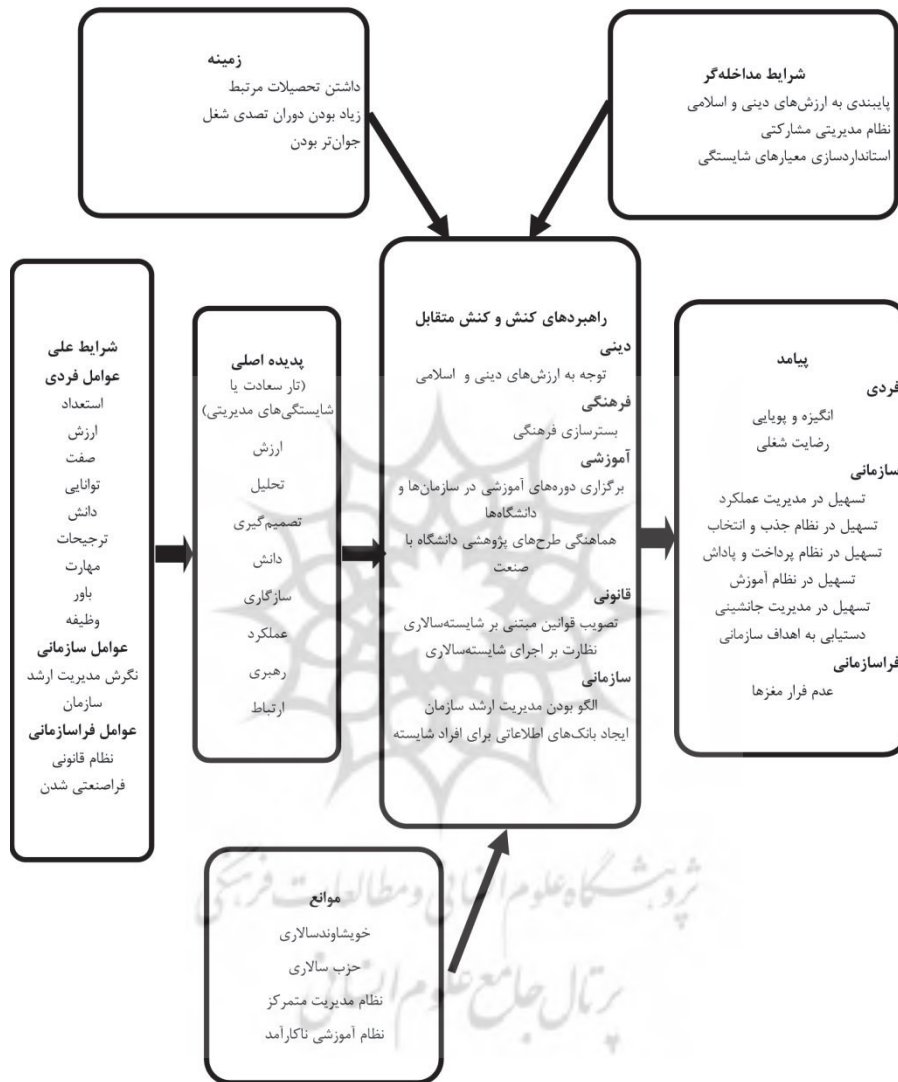 زمینه
داشتن تحصیلات مرتبط
زیاد بودن دوران تصدی شغل
جوان‌تر بودن
شرایط مداخله‌گر
پایبندی به ارزش‌های دینی و اسلامی
نظام مدیریتی مشارکتی
استانداردسازی معیارهای شایستگی
شرایط علی
عوامل فردی
استعداد
ارزش
صفت
توانایی
دانش
ترجیحات
مهارت
باور
وظیفه
عوامل سازمانی
نگرش مدیریت ارشد
سازمان
عوامل فراسازمانی
نظام قانونی
فراصنعتی شدن
پدیده اصلی
(تار سعادت یا
شایستگی‌های مدیریتی)
ارزش
تحلیل
تصمیم‌گیری
دانش
سازگاری
عملکرد
رهبری
ارتباط
راهبردهای کنش و کنش متقابل
دینی
توجه به ارزش‌های دینی و اسلامی
فرهنگی
بسترسازی فرهنگی
آموزشی
برگزاری دوره‌های آموزشی در سازمان‌ها و
دانشگاه‌ها
هماهنگی طرح‌های پژوهشی دانشگاه با
صنعت
قانونی
تصویب قوانین مبتنی بر شایسته‌سالاری
نظارت بر اجرای شایسته‌سالاری
سازمانی
الگو بودن مدیریت ارشد سازمان
ایجاد بانک‌های اطلاعاتی برای افراد شایسته
پیامد
فردی
انگیزه و پویایی
رضایت شغلی
سازمانی
تسهیل در مدیریت عملکرد
تسهیل در نظام جذب و انتخاب
تسهیل در نظام پرداخت و پاداش
تسهیل در نظام آموزش
تسهیل در مدیریت جانشینی
دستیابی به اهداف سازمانی
فراسازمانی
عدم فرار مغزها
موانع
خویشاوندسالاری
حزب سالاری
نظام مدیریت متمرکز
نظام آموزشی ناکارآمد
پژوهشگاه علوم انسانی و مطالعات فرهنگی
پرتال جامع علوم انسانی